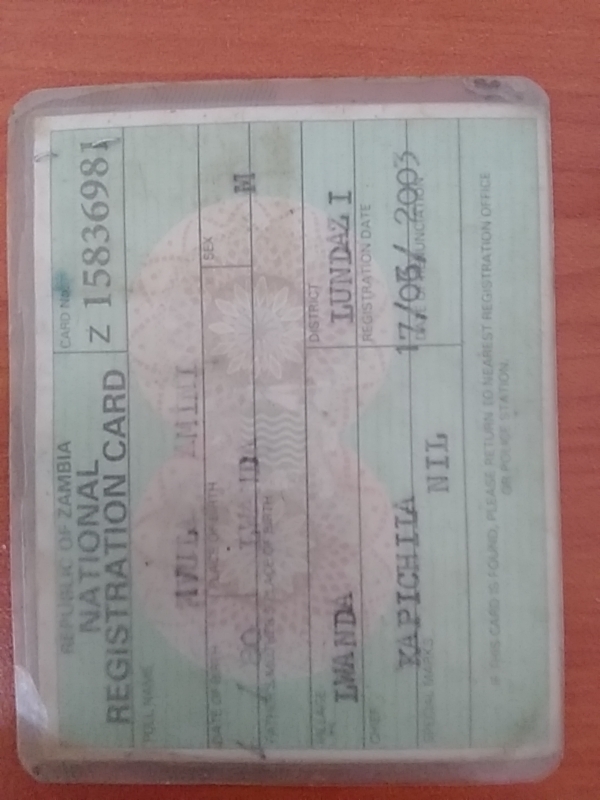 REPUBLIC OF ZAMBIA
NATIONAL
REGISTRATION CARD
CARD No.
Z 15836981
FULL NAME
AMINI
DATE OF BIRTH
PLACE OF BIRTH
SEX
M
VILLAGE
LWANDA
DISTRICT
LUNDAZI
CHIEF
KAPICHILA
REGISTRATION DATE
17/05/2003
SPECIAL MARKS
NIL
IF THIS CARD IS FOUND, PLEASE RETURN TO NEAREST REGISTRATION OFFICE
OR POLICE STATION.